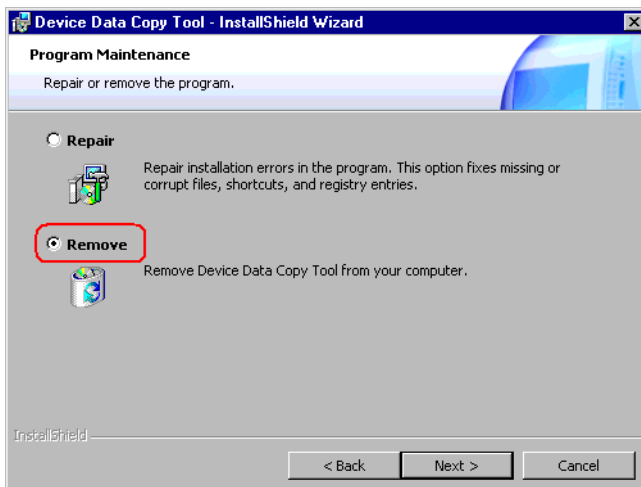 Device Data Copy Tool - InstallShield Wizard
Program Maintenance
Repair or remove the program.
Repair
Repair installation errors in the program. This option fixes missing or
corrupt files, shortcuts, and registry entries.
Remove
Remove Device Data Copy Tool from your computer.
InstallShield
< Back Next > Cancel